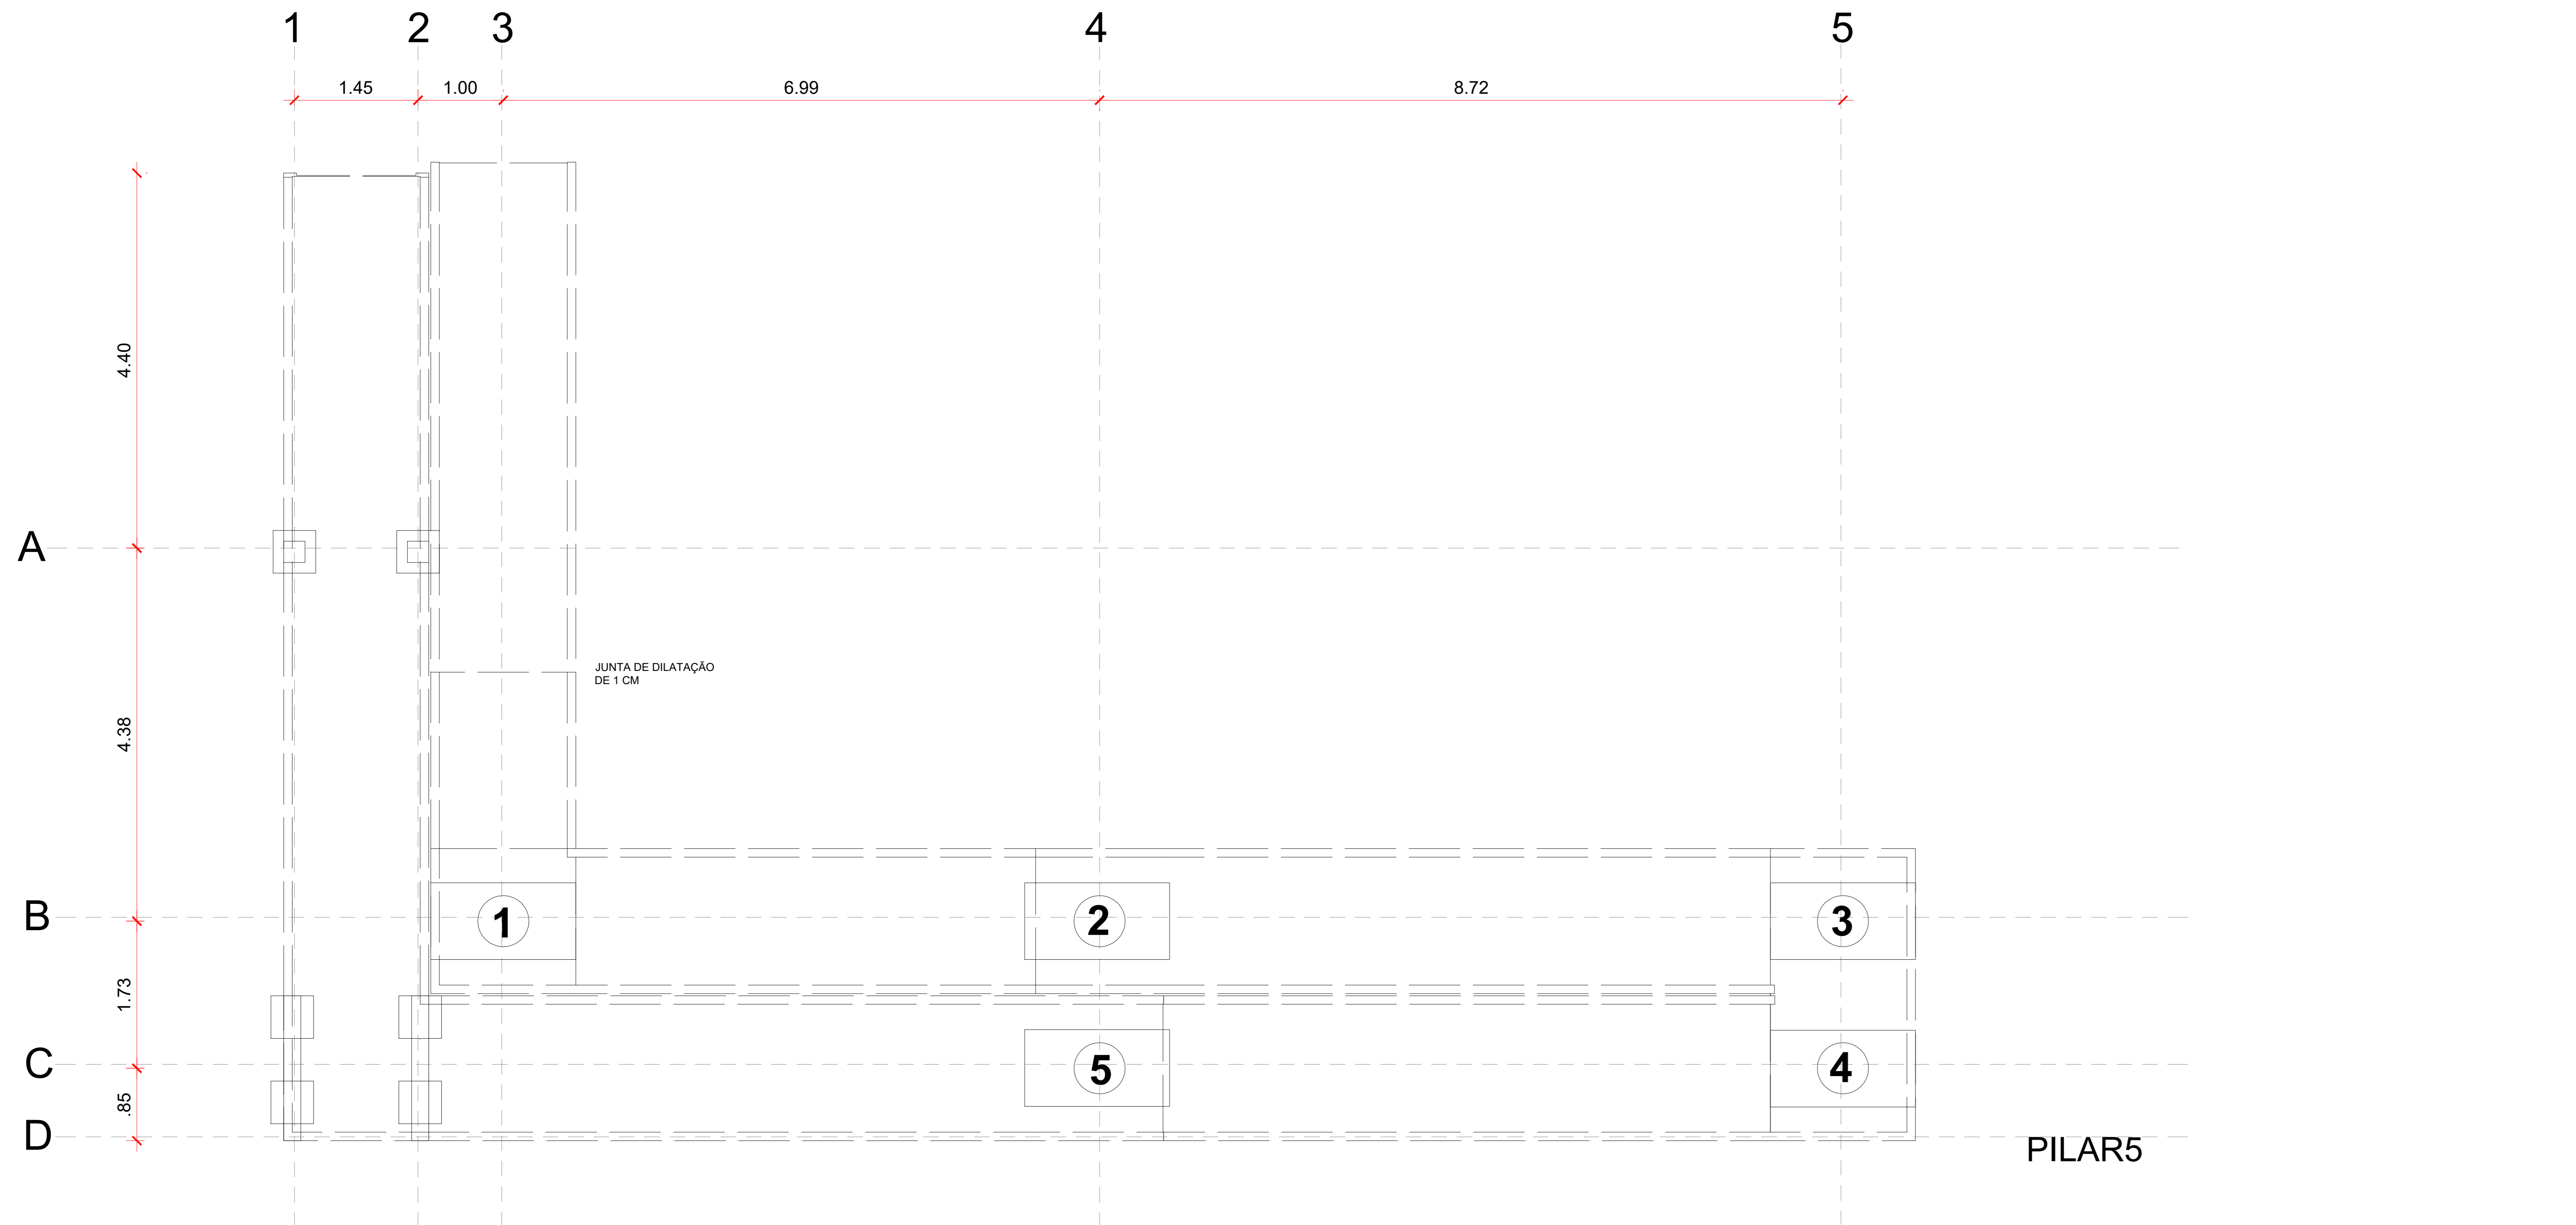 1 2 3 4 5
1.45 1.00 6.99 8.72
4.40
A
JUNTA DE DILATAÇÃO
DE 1 CM
4.38
B 1 2 3
1.73
C 5 4
.85
D
PILAR5